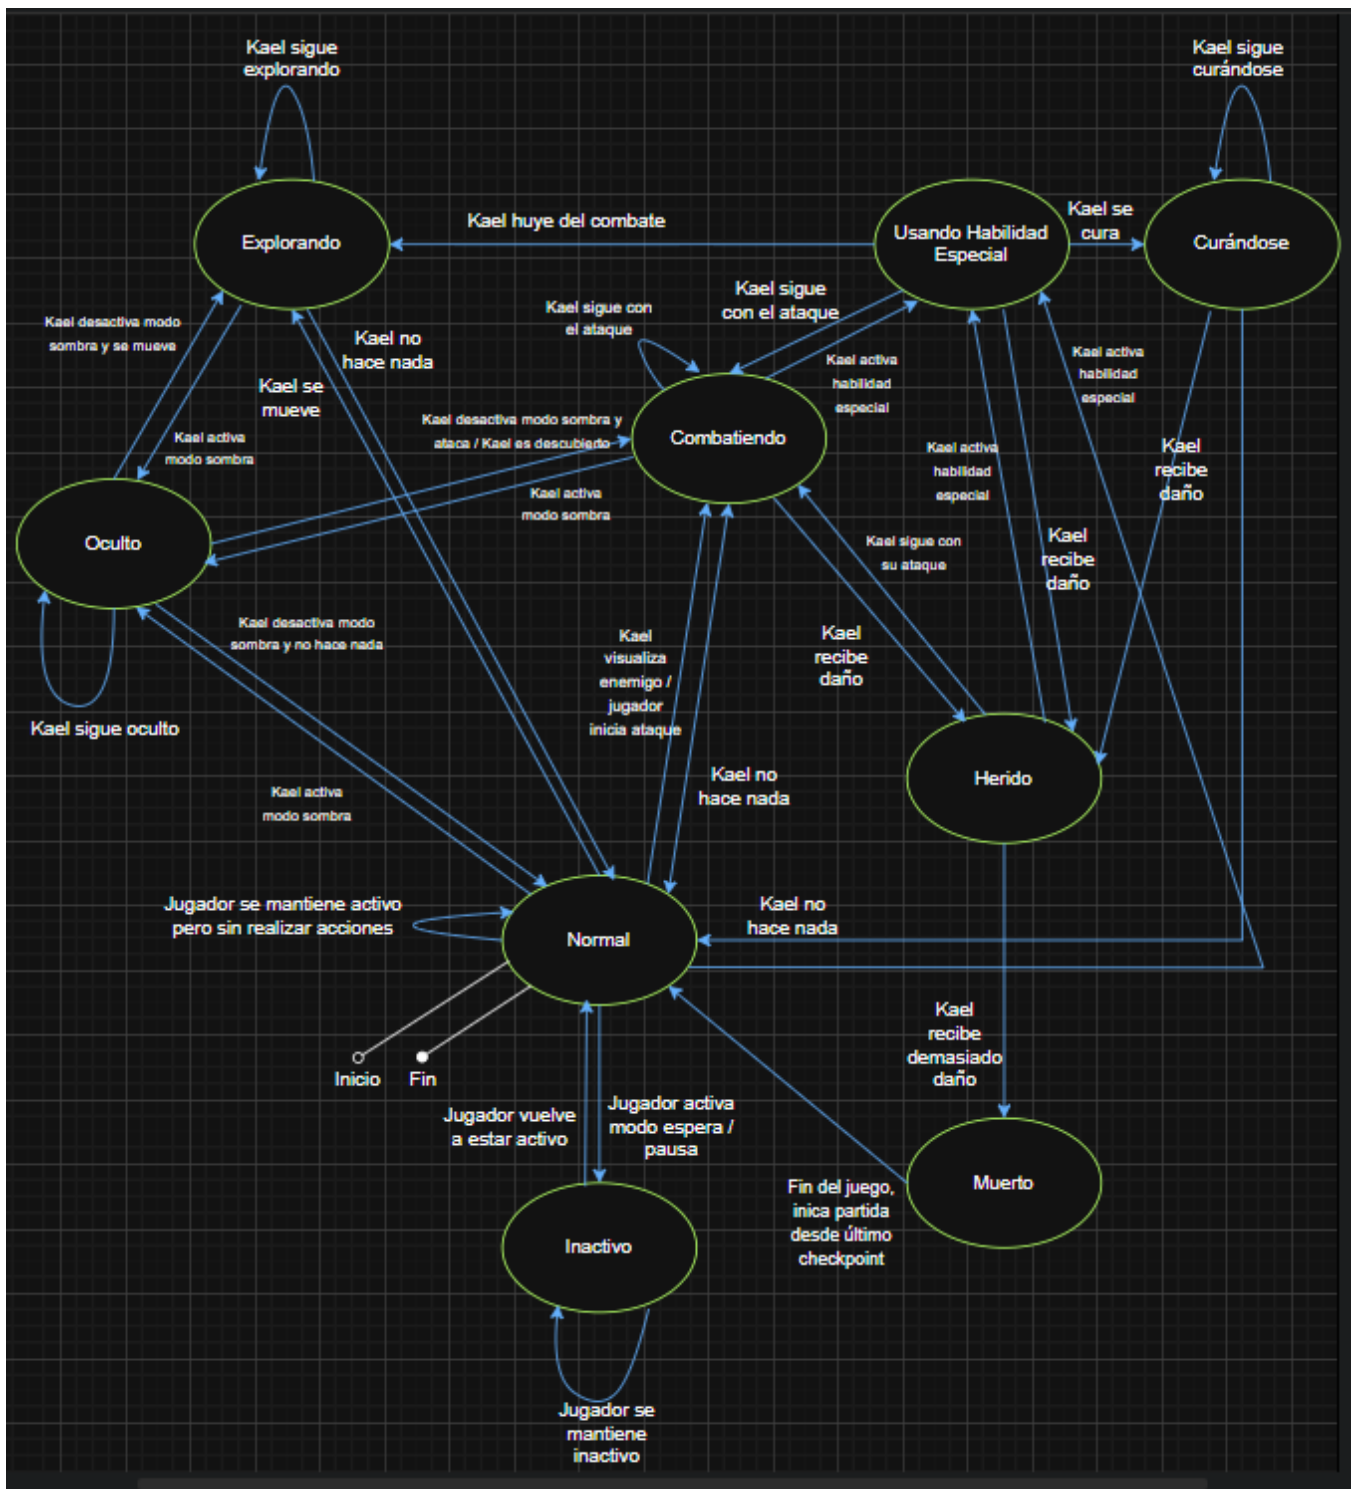 Kael sigue
explorando
Kael sigue
curándose
Explorando
Kael huye del combate
Usando Habilidad
Especial
Kael se
cura
Curándose
Kael desactiva modo
sombra y se mueve
Kael no
hace nada
Kael se
mueve
Kael activa
modo sombra
Kael sigue con
el ataque
Kael sigue
con el ataque
Kael activa
habilidad
especial
Kael activa
habilidad
especial
Kael desactiva modo sombra y
ataca / Kael es descubierto
Combatiendo
Kael activa
habilidad
especial
Kael
recibe
daño
Kael activa
modo sombra
Oculto
Kael sigue con
su ataque
Kael
recibe
daño
Kael desactiva modo
sombra y no hace nada
Kael
visualiza
enemigo /
jugador
inicia ataque
Kael
recibe
daño
Kael sigue oculto
Kael activa
modo sombra
Kael no
hace nada
Herido
Jugador se mantiene activo
pero sin realizar acciones
Normal
Kael no
hace nada
Inicio
Fin
Kael
recibe
demasiado
daño
Jugador vuelve
a estar activo
Jugador activa
modo espera /
pausa
Muerto
Fin del juego,
inica partida
desde último
checkpoint
Inactivo
Jugador se
mantiene
inactivo